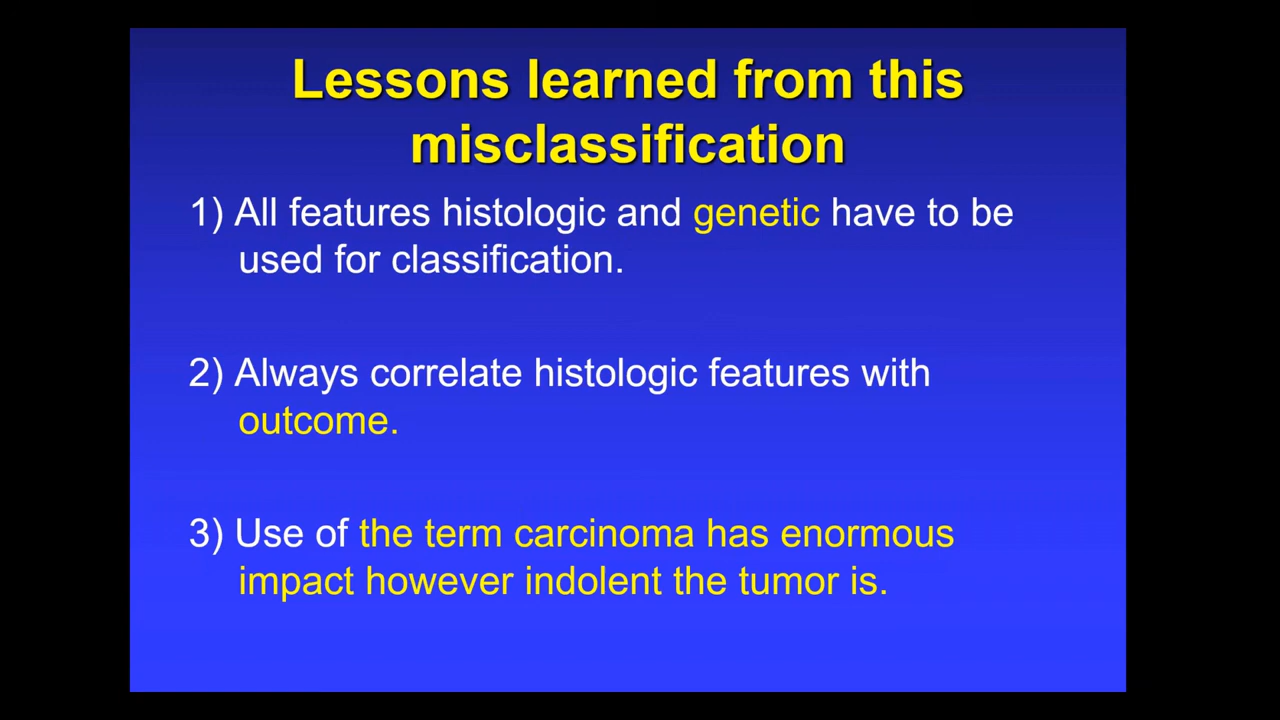 Lessons learned from this
misclassification
1) All features histologic and genetic have to be
used for classification.
2) Always correlate histologic features with
outcome.
3) Use of the term carcinoma has enormous
impact however indolent the tumor is.